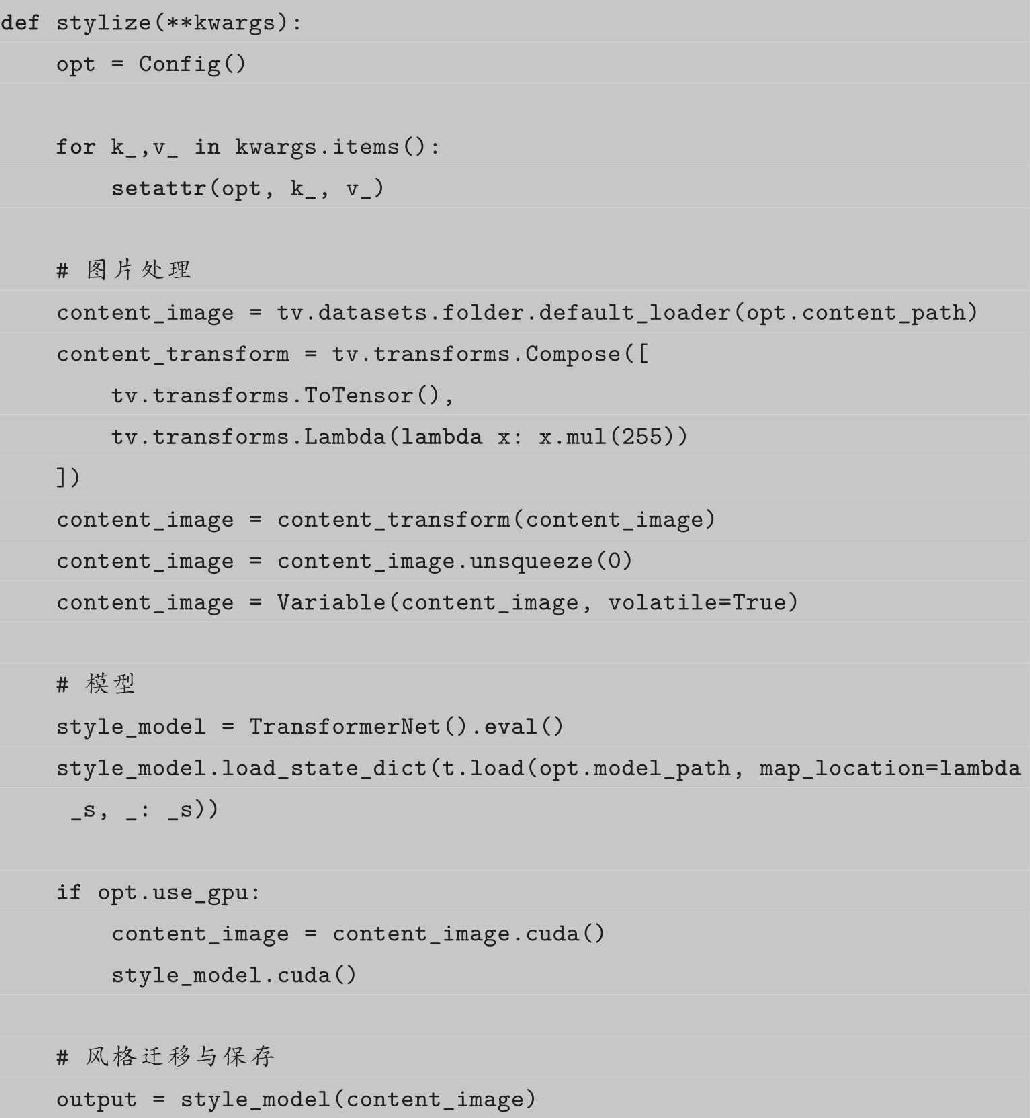 def stylize(**kwargs):
    opt = Config()

    for k_,v_ in kwargs.items():
        setattr(opt, k_, v_)

    # 图片处理
    content_image = tv.datasets.folder.default_loader(opt.content_path)
    content_transform = tv.transforms.Compose([
        tv.transforms.ToTensor(),
        tv.transforms.Lambda(lambda x: x.mul(255))
    ])
    content_image = content_transform(content_image)
    content_image = content_image.unsqueeze(0)
    content_image = Variable(content_image, volatile=True)

    # 模型
    style_model = TransformerNet().eval()
    style_model.load_state_dict(t.load(opt.model_path, map_location=lambda
     _s, _: _s))

    if opt.use_gpu:
        content_image = content_image.cuda()
        style_model.cuda()

    # 风格迁移与保存
    output = style_model(content_image)